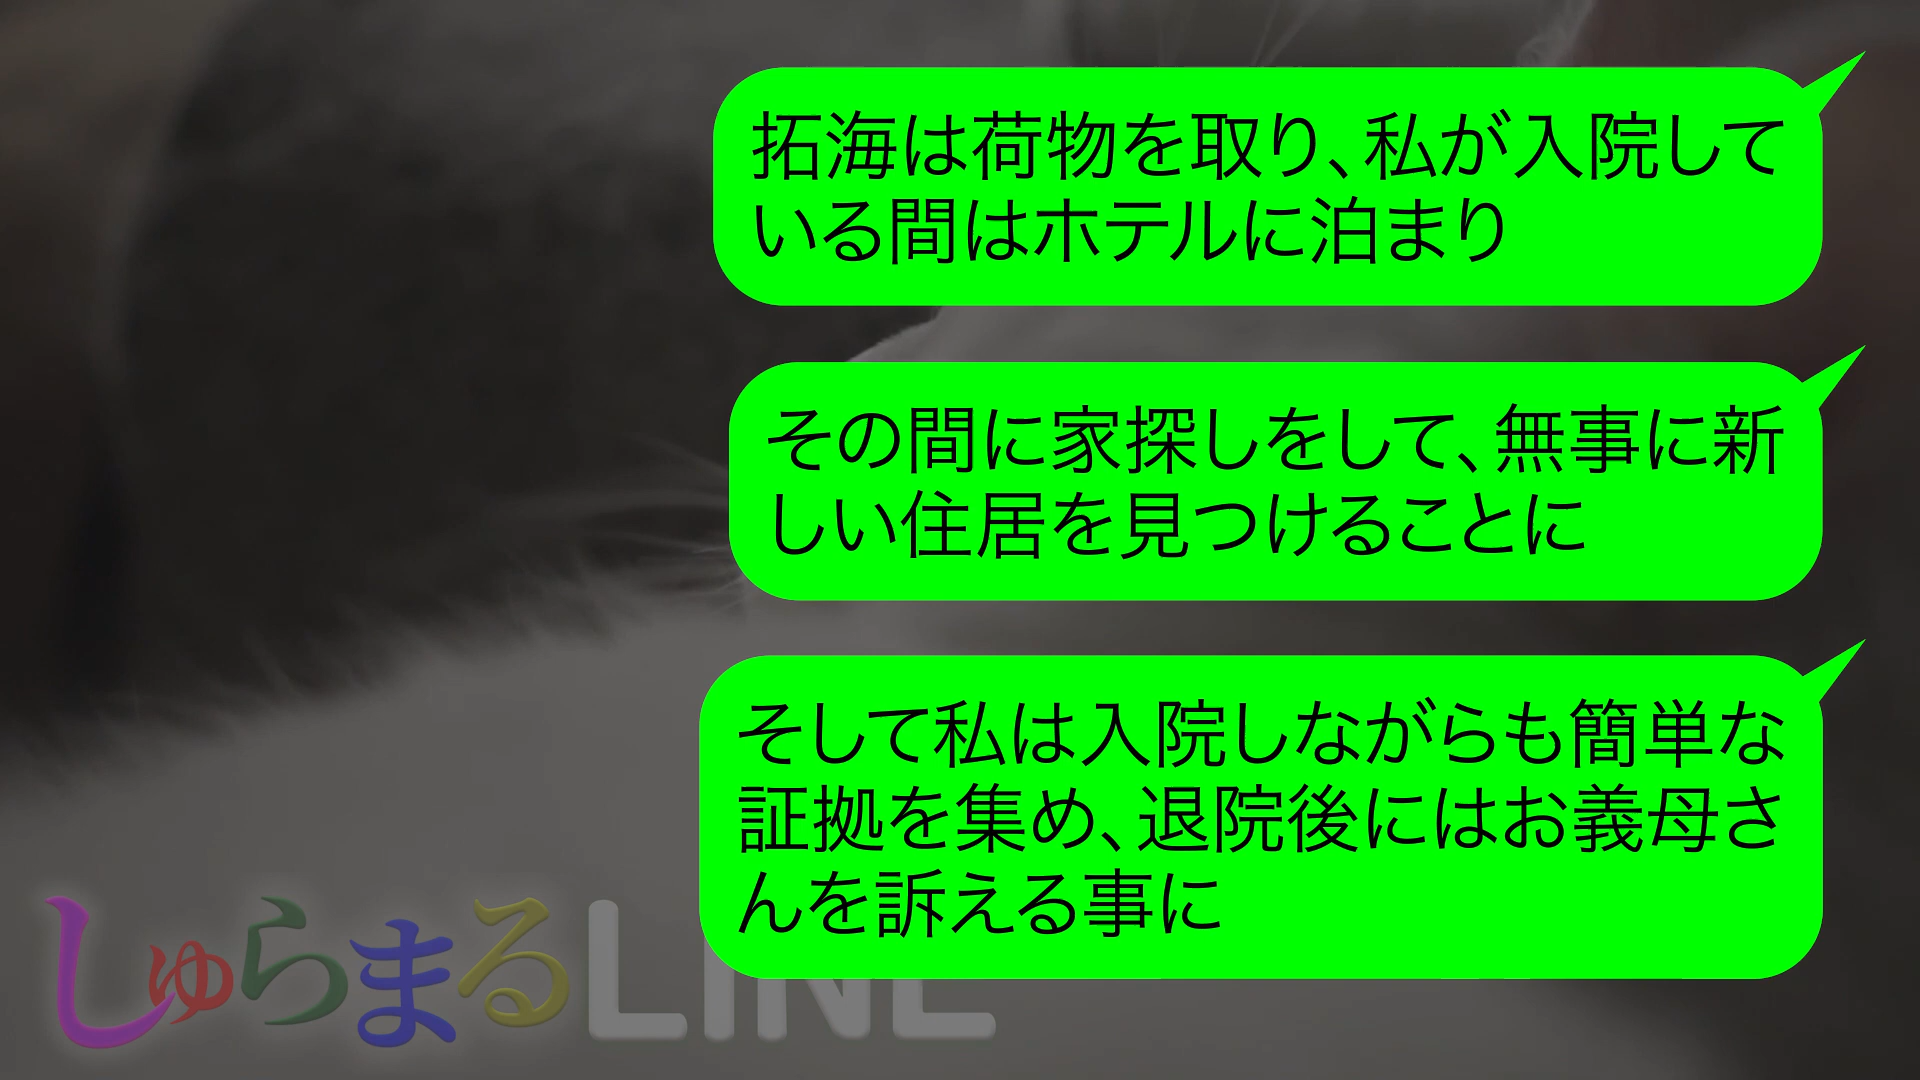 拓海は荷物を取り、私が入院して
いる間はホテルに泊まり
その間に家探しをして、無事に新
しい住居を見つけることに
そして私は入院しながらも簡単な
証拠を集め、退院後にはお義母さ
んを訴える事に
しゅらまるLINE